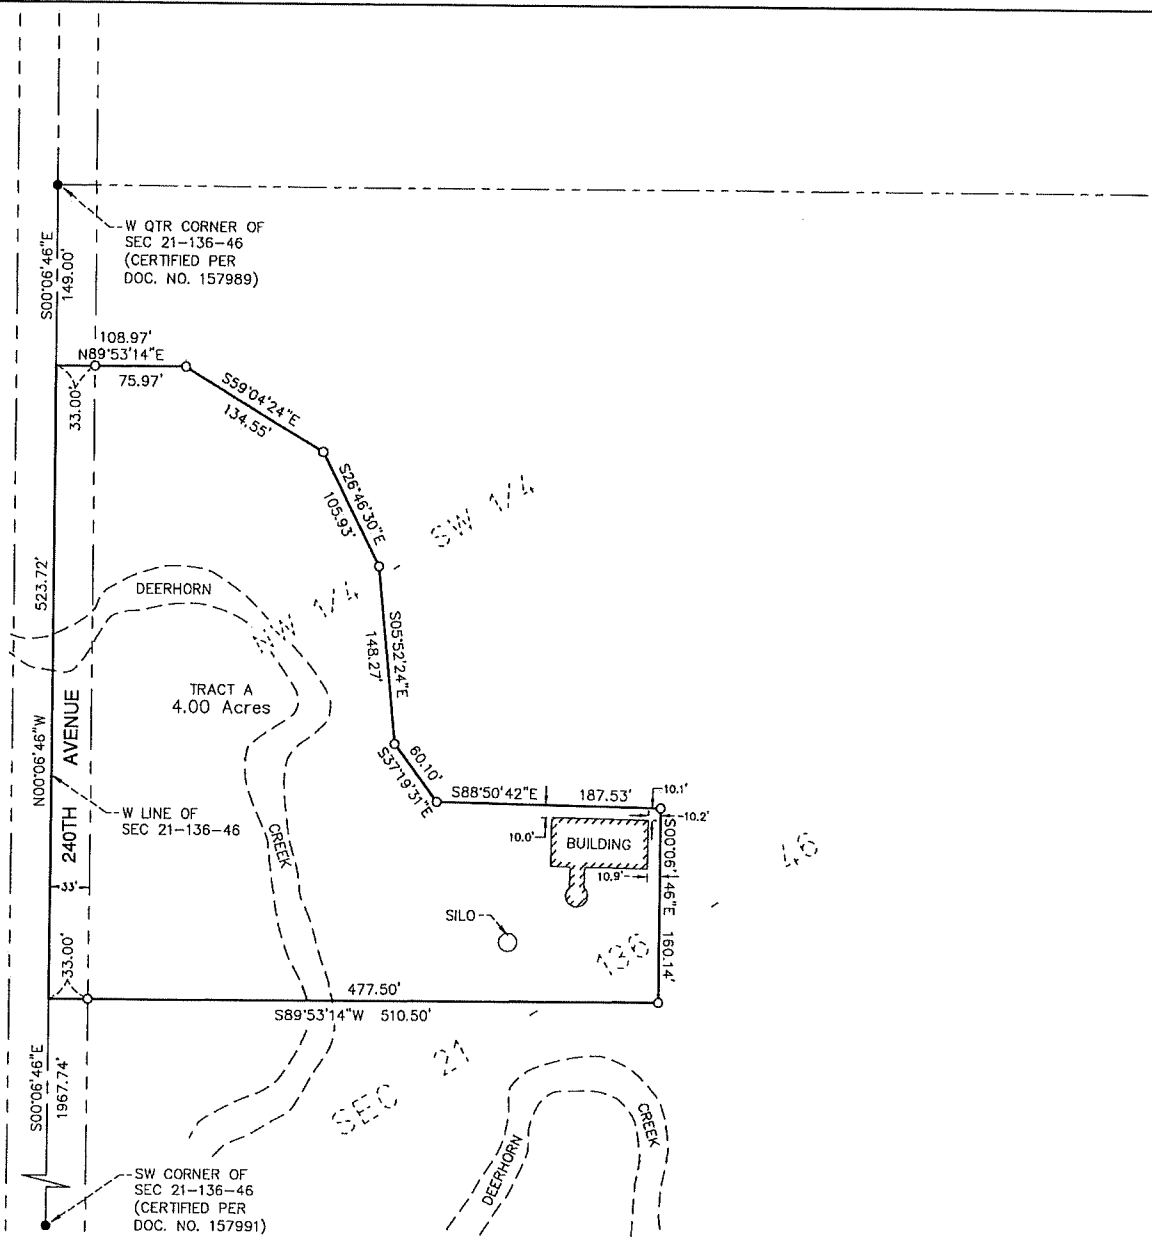 W QTR CORNER OF
SEC 21-136-46
(CERTIFIED PER
DOC. NO. 157989)
S00°06'46"E
149.00'
108.97'
N89°53'14"E
75.97'
33.00'
S59°04'24"E
134.55'
S26°46'30"E
105.93'
SW 1/4
NW 1/4
523.72'
DEERHORN
S05°52'24"E
148.27'
TRACT A
4.00 Acres
240TH AVENUE
N00°06'46"W
60.10'
S37°19'31"E
S88°50'42"E
187.53'
10.1'
10.2'
10.0'
BUILDING
10.9'
S00°06'46"E 160.14'
W LINE OF
SEC 21-136-46
CREEK
46
33'
SILO
136
33.00'
477.50'
S89°53'14"W 510.50'
S00°06'46"E
1967.74'
SEC 21
CREEK
DEERHORN
SW CORNER OF
SEC 21-136-46
(CERTIFIED PER
DOC. NO. 157991)